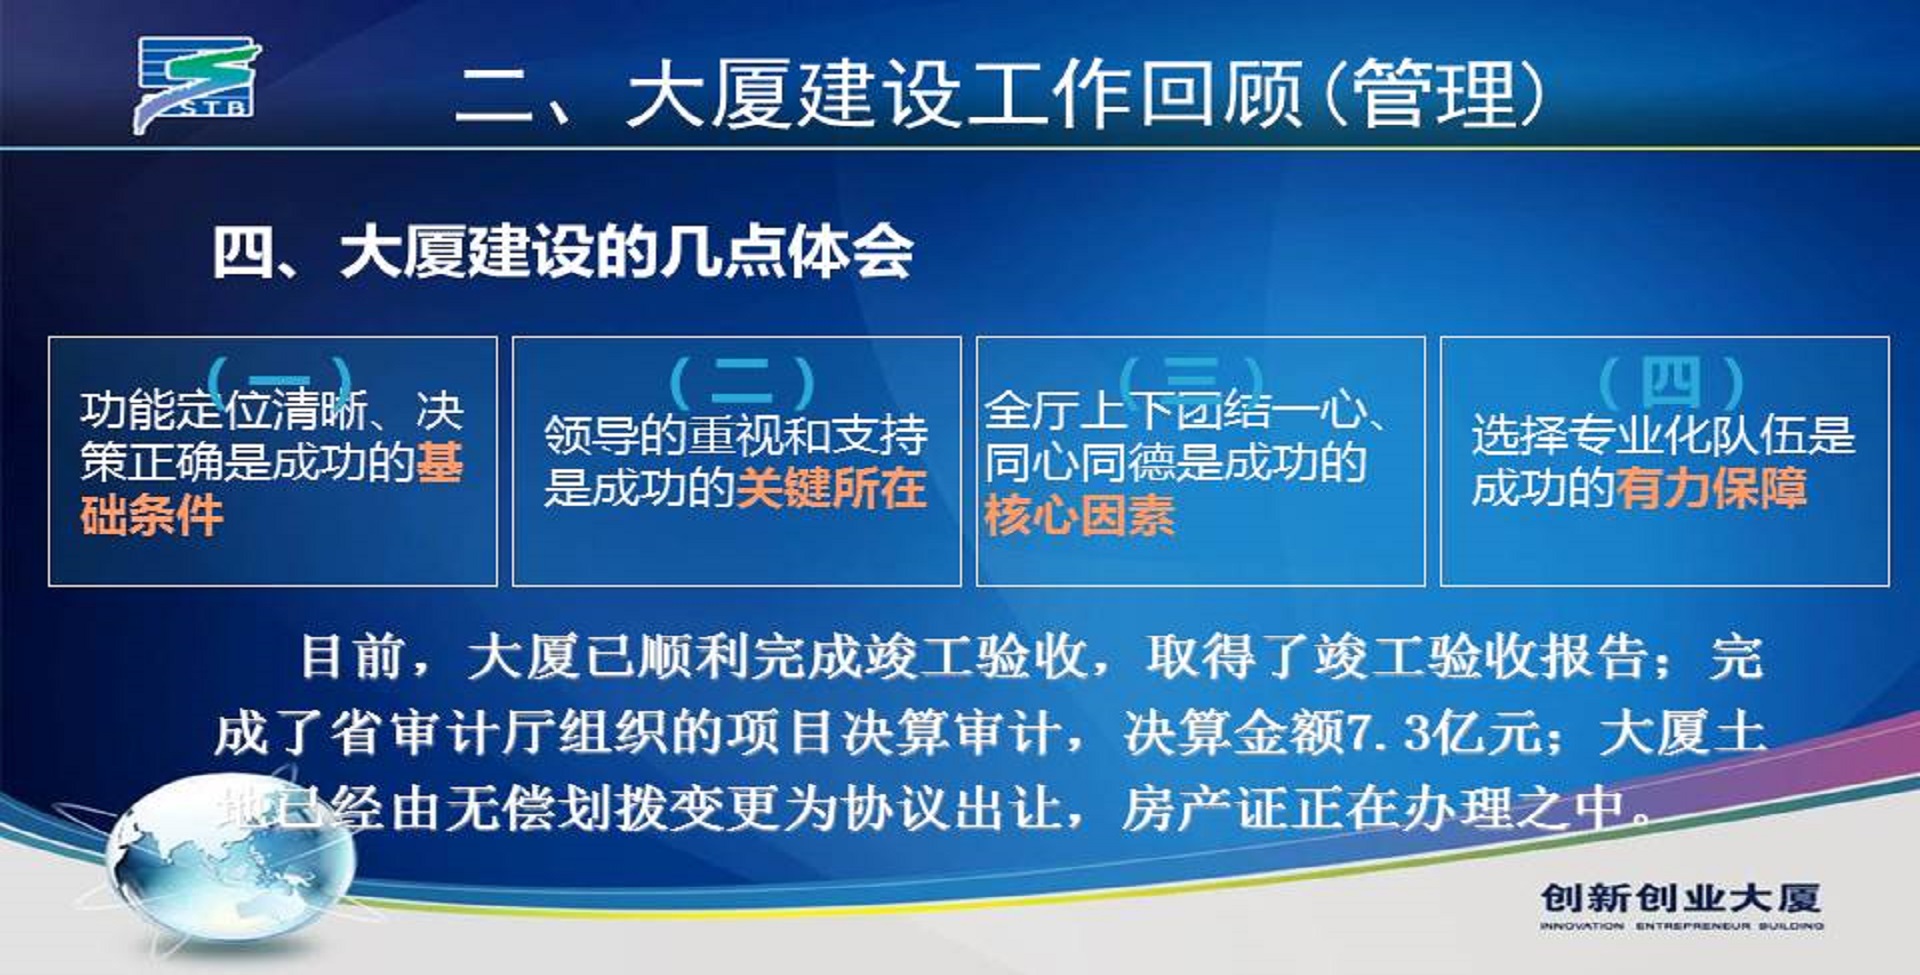 STB
二、大厦建设工作回顾(管理)
四、大厦建设的几点体会
（一）
功能定位清晰、决
策正确是成功的基
础条件
（二）
领导的重视和支持
是成功的关键所在
（三）
全厅上下团结一心、
同心同德是成功的
核心因素
（四）
选择专业化队伍是
成功的有力保障
目前，大厦已顺利完成竣工验收，取得了竣工验收报告；完
成了省审计厅组织的项目决算审计，决算金额7.3亿元；大厦土
地已经由无偿划拨变更为协议出让，房产证正在办理之中。
创新创业大厦
INNOVATION ENTREPRENEUR BUILDING